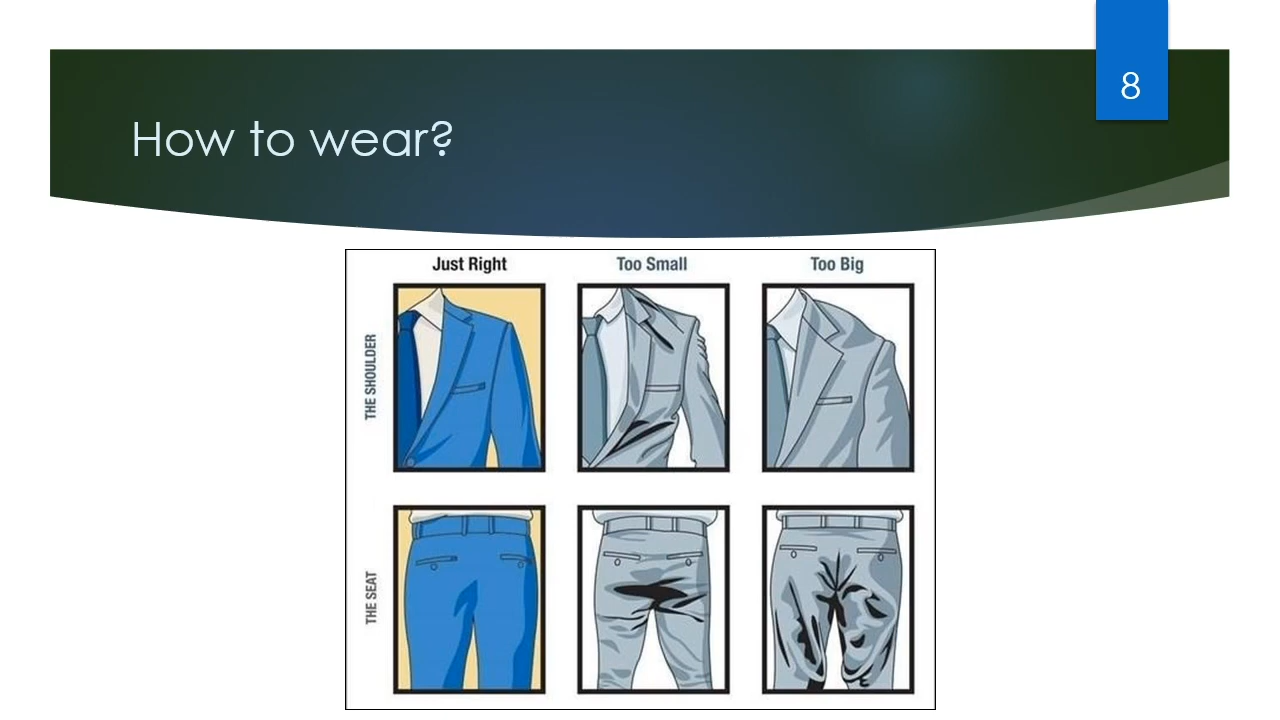 8
How to wear?
Just Right Too Small Too Big
THE SHOULDER
THE SEAT